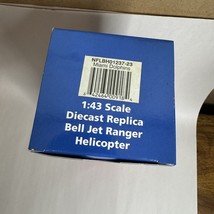 NFLBH01237-23
Miami Dolphins
1:43 Scale
Diecast Replica
Bell Jet Ranger
Helicopter